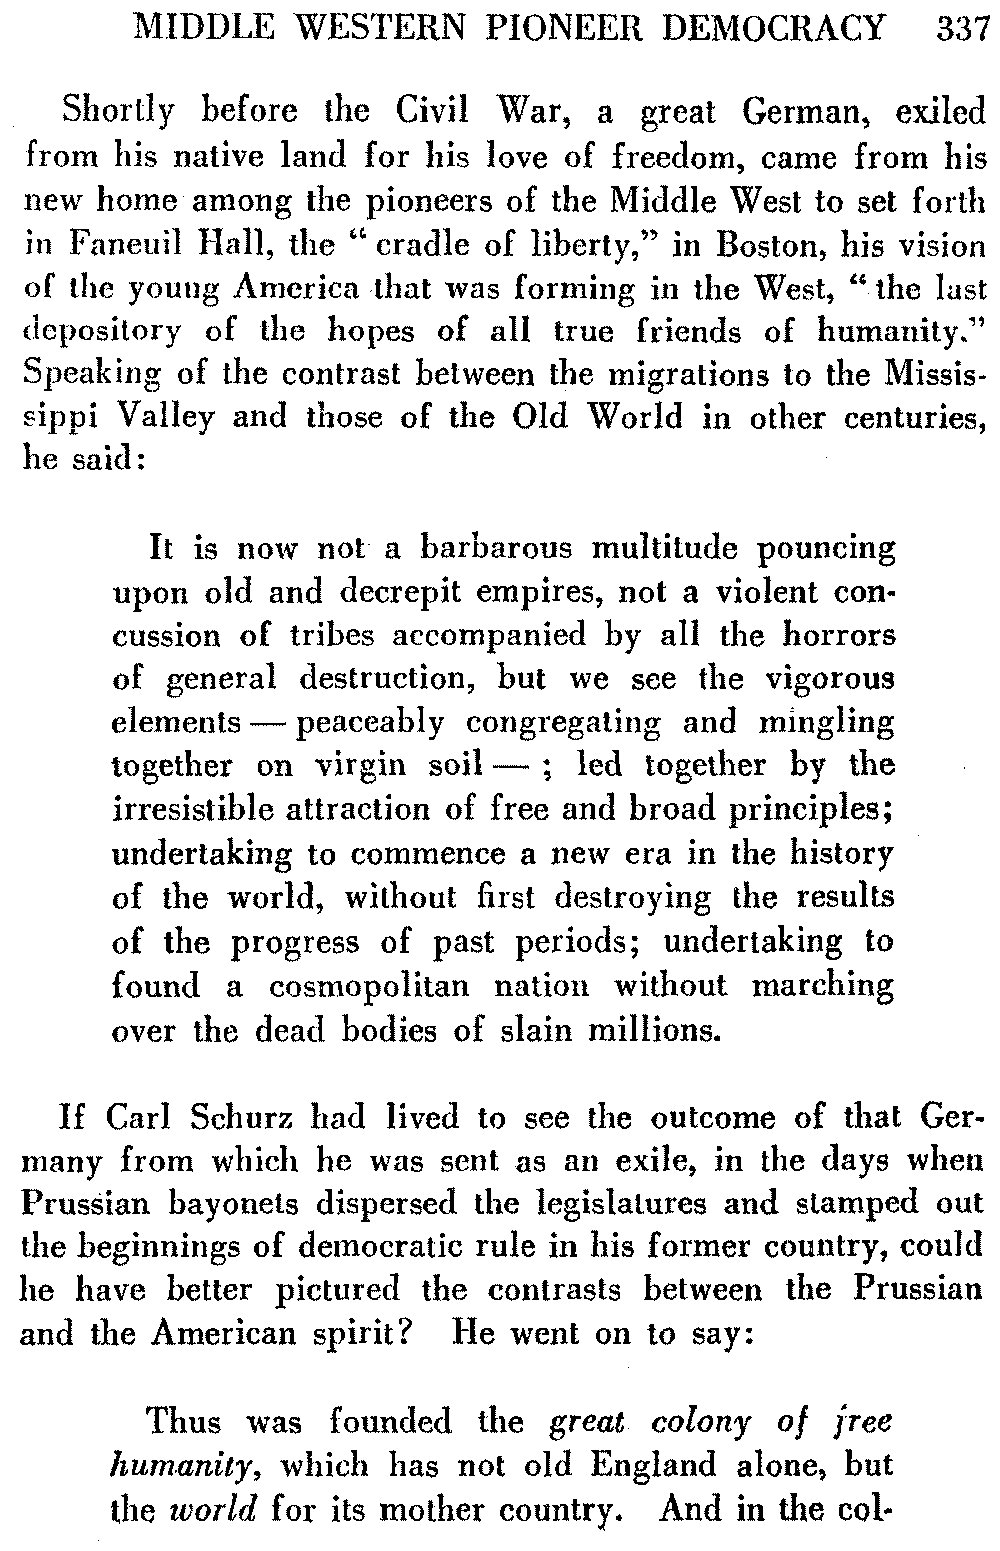 MIDDLE WESTERN PIONEER DEMOCRACY 337
Shortly before the Civil War, a great German, exiled
from his native land for his love of freedom, came from his
new home among the pioneers of the Middle West to set forth
in Faneuil Hall, the “ cradle of liberty,” in Boston, his vision
of the young America that was forming in the West, “ the last
depository of the hopes of all true friends of humanity.”
Speaking of the contrast between the migrations to the Missis-
sippi Valley and those of the Old World in other centuries,
he said:
It is now not a barbarous multitude pouncing
upon old and decrepit empires, not a violent con-
cussion of tribes accompanied by all the horrors
of general destruction, but we see the vigorous
elements — peaceably congregating and mingling
together on virgin soil — ; led together by the
irresistible attraction of free and broad principles;
undertaking to commence a new era in the history
of the world, without first destroying the results
of the progress of past periods; undertaking to
found a cosmopolitan nation without marching
over the dead bodies of slain millions.
If Carl Schurz had lived to see the outcome of that Ger-
many from which he was sent as an exile, in the days when
Prussian bayonets dispersed the legislatures and stamped out
the beginnings of democratic rule in his former country, could
he have better pictured the contrasts between the Prussian
and the American spirit? He went on to say:
Thus was founded the great colony of free
humanity, which has not old England alone, but
the world for its mother country. And in the col-